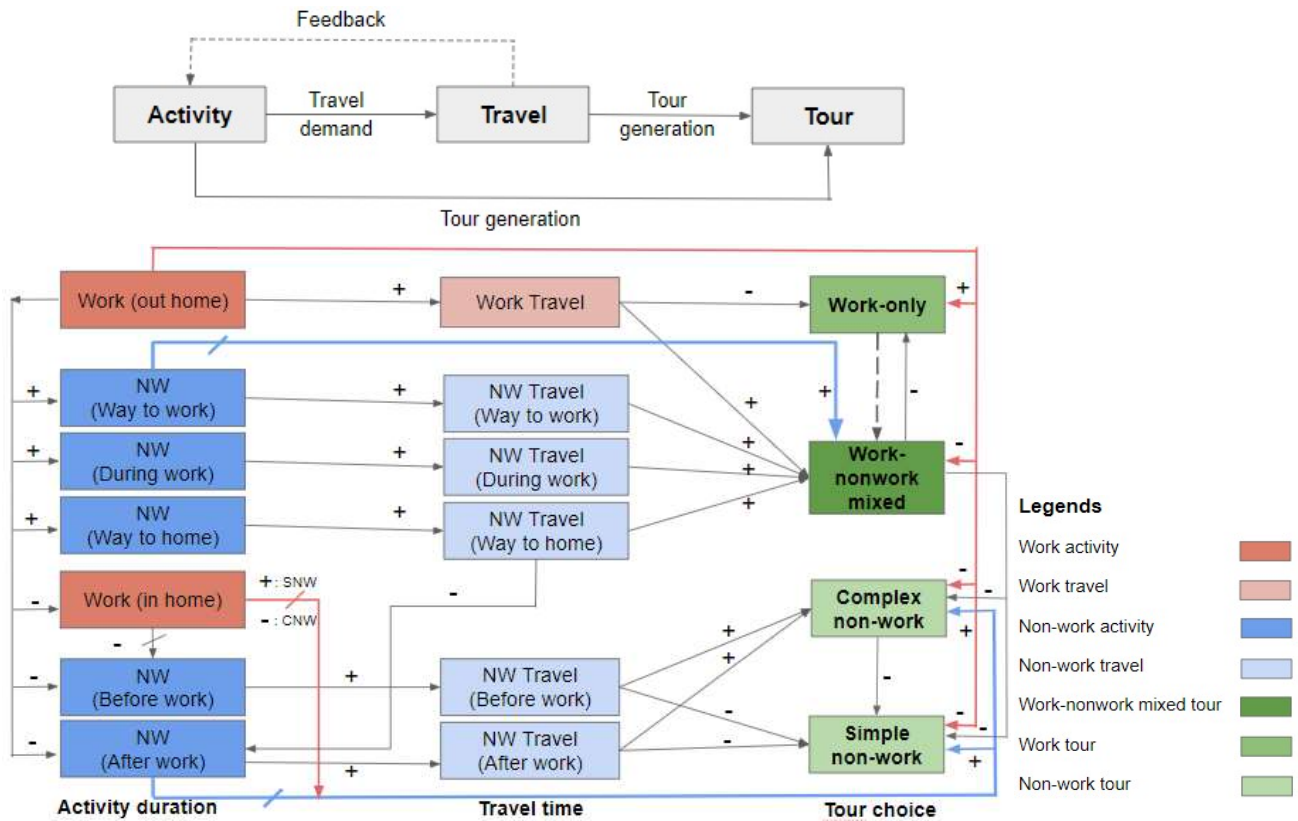 Feedback
Activity
Travel
demand
Travel
Tour
generation
Tour
Tour generation
Work (out home)
+
Work Travel
-
Work-only
+
+
NW
(Way to work)
+
NW Travel
(Way to work)
+
+
-
+
NW
(During work)
+
NW Travel
(During work)
+
+
Work-
nonwork
mixed
-
+
NW
(Way to home)
+
NW Travel
(Way to home)
+
-
Work (in home)
+ : SNW
- : CNW
-
-
Complex
non-work
-
-
+
-
NW
(Before work)
+
NW Travel
(Before work)
+
+
-
-
-
NW
(After work)
+
NW Travel
(After work)
-
Simple
non-work
-
-
+
Activity duration
Travel time
Tour choice
Legends
Work activity
Work travel
Non-work activity
Non-work travel
Work-nonwork mixed tour
Work tour
Non-work tour